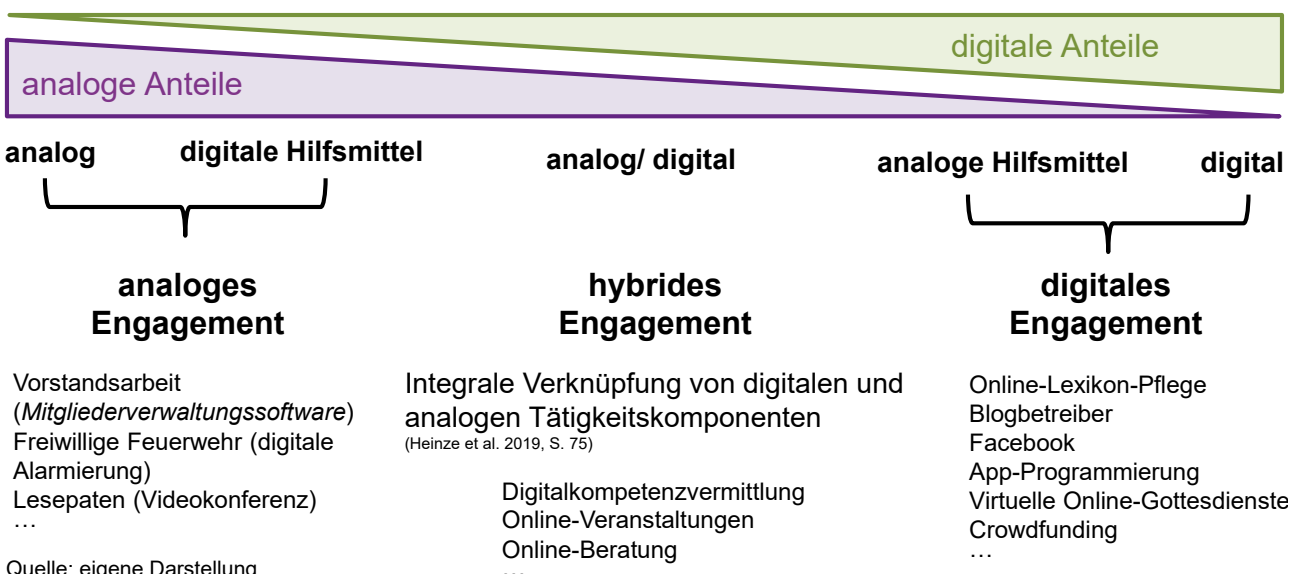 digitale Anteile
analoge Anteile
analog
digitale Hilfsmittel
analog/ digital
analoge Hilfsmittel
digital
analoges
Engagement
Vorstandsarbeit
(Mitgliederverwaltungssoftware)
Freiwillige Feuerwehr (digitale
Alarmierung)
Lesepaten (Videokonferenz)
…
hybrides
Engagement
Integrale Verknüpfung von digitalen und
analogen Tätigkeitskomponenten
(Heinze et al. 2019, S. 75)
Digitalkompetenzvermittlung
Online-Veranstaltungen
Online-Beratung
…
digitales
Engagement
Online-Lexikon-Pflege
Blogbetreiber
Facebook
App-Programmierung
Virtuelle Online-Gottesdienste
Crowdfunding
…
Quelle: eigene Darstellung